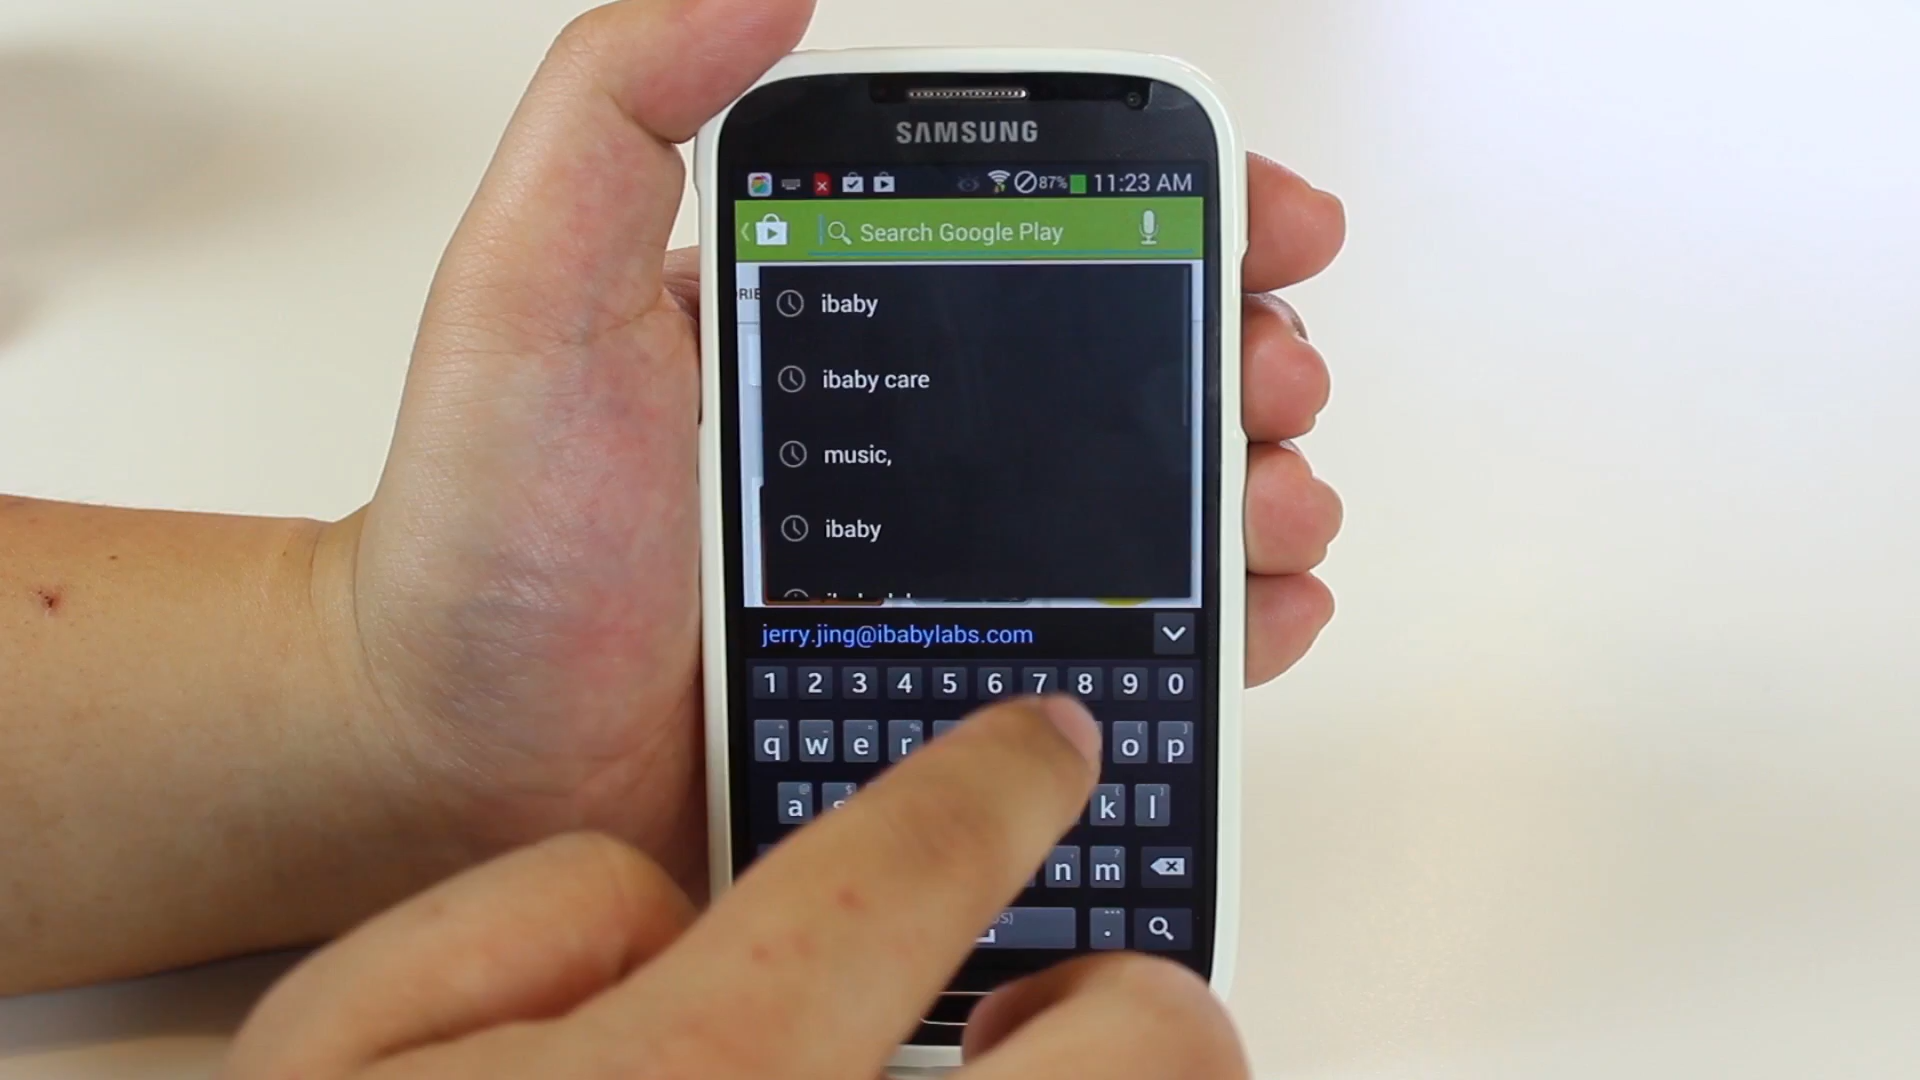 SAMSUNG
87% 11:23 AM
Search Google Play
ibaby
ibaby care
music,
ibaby
jerry.jing@ibabylabs.com
1 2 3 4 5 6 7 8 9 0
q w e r o p
a s k l
n m
.